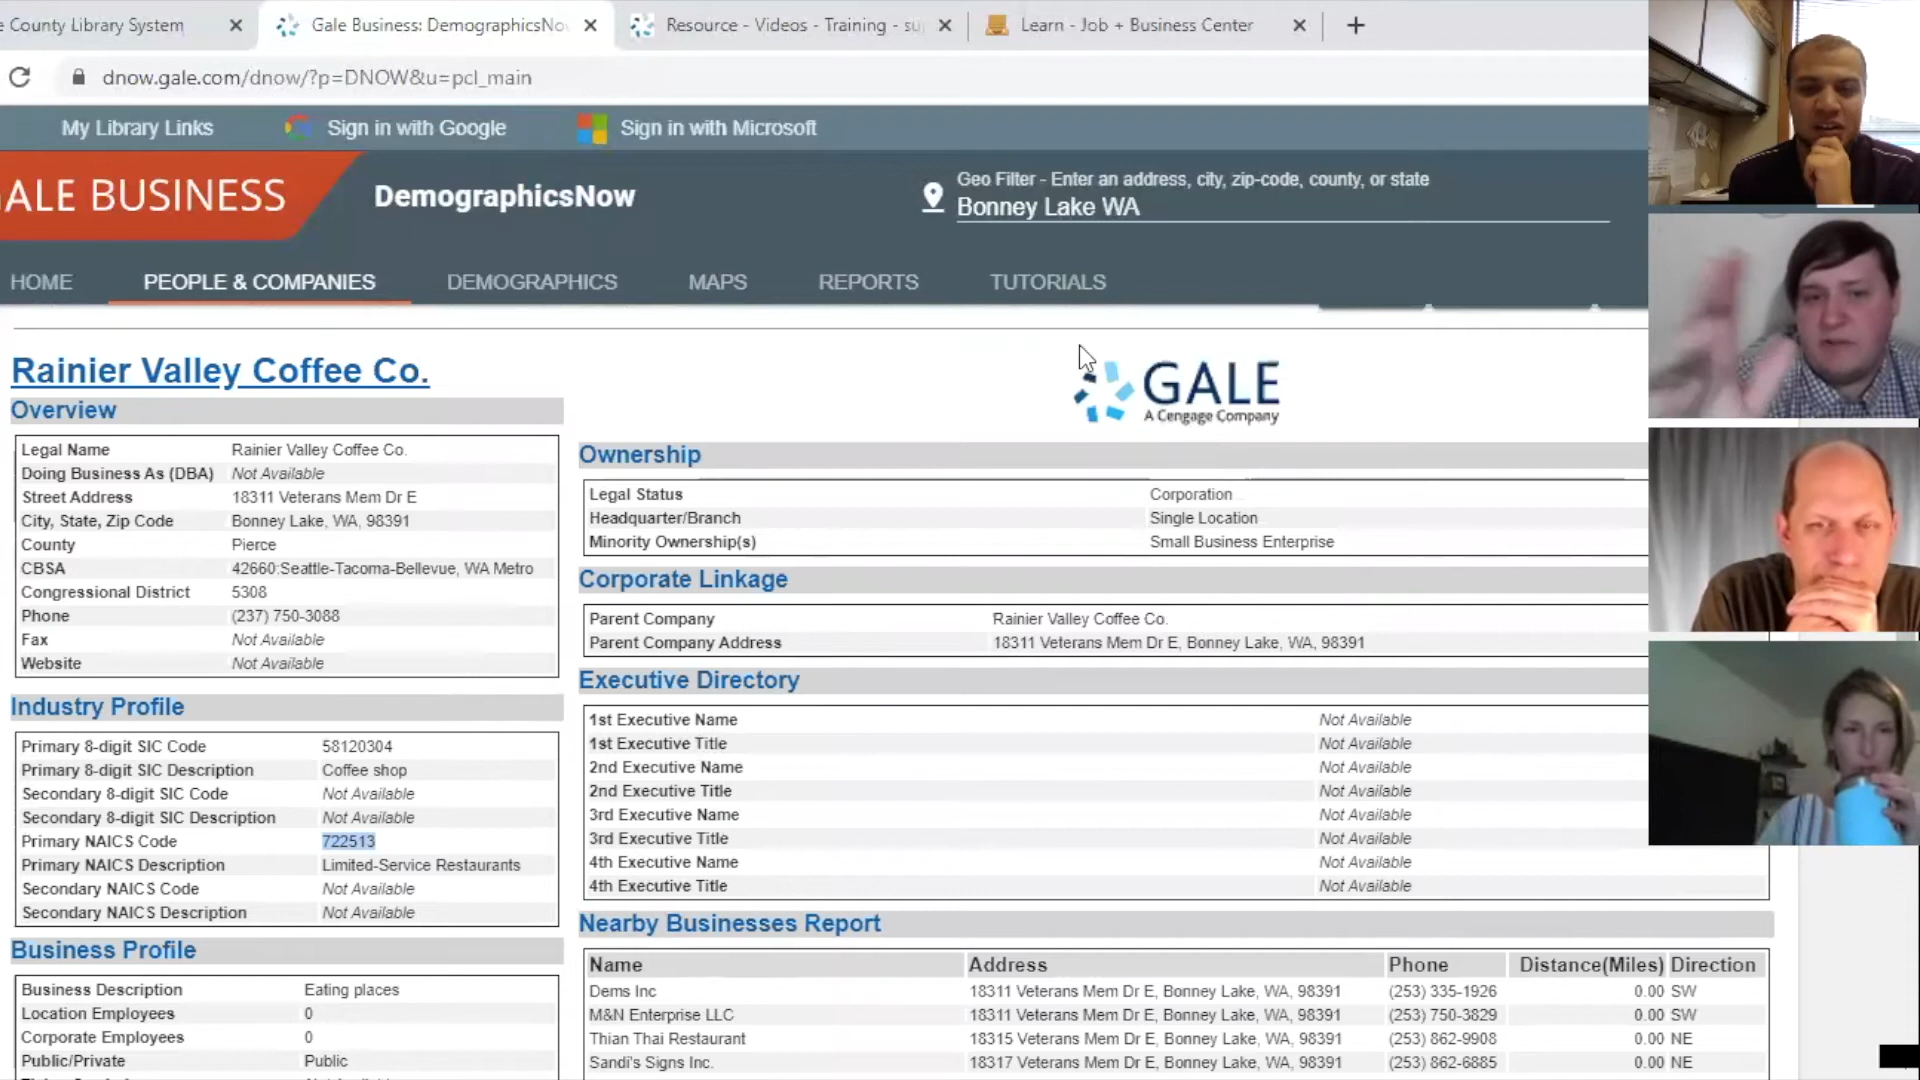 e County Library System
Gale Business: DemographicsNo
Resource - Videos - Training - su
Learn - Job + Business Center
dnow.gale.com/dnow/?p=DNOW&u=pcl_main
My Library Links
Sign in with Google
Sign in with Microsoft
ALE BUSINESS
DemographicsNow
Geo Filter - Enter an address, city, zip-code, county, or state
Bonney Lake WA
HOME PEOPLE & COMPANIES DEMOGRAPHICS MAPS REPORTS TUTORIALS
Rainier Valley Coffee Co.
GALE
A Cengage Company
Overview
Legal Name Rainier Valley Coffee Co.
Doing Business As (DBA) Not Available
Street Address 18311 Veterans Mem Dr E
City, State, Zip Code Bonney Lake, WA, 98391
County Pierce
CBSA 42660:Seattle-Tacoma-Bellevue, WA Metro
Congressional District 5308
Phone (237) 750-3088
Fax Not Available
Website Not Available
Industry Profile
Primary 8-digit SIC Code 58120304
Primary 8-digit SIC Description Coffee shop
Secondary 8-digit SIC Code Not Available
Secondary 8-digit SIC Description Not Available
Primary NAICS Code 722513
Primary NAICS Description Limited-Service Restaurants
Secondary NAICS Code Not Available
Secondary NAICS Description Not Available
Business Profile
Business Description Eating places
Location Employees 0
Corporate Employees 0
Public/Private Public
Ownership
Legal Status Corporation
Headquarter/Branch Single Location
Minority Ownership(s) Small Business Enterprise
Corporate Linkage
Parent Company Rainier Valley Coffee Co.
Parent Company Address 18311 Veterans Mem Dr E, Bonney Lake, WA, 98391
Executive Directory
1st Executive Name Not Available
1st Executive Title Not Available
2nd Executive Name Not Available
2nd Executive Title Not Available
3rd Executive Name Not Available
3rd Executive Title Not Available
4th Executive Name Not Available
4th Executive Title Not Available
Nearby Businesses Report
Name Address Phone Distance(Miles) Direction
Dems Inc 18311 Veterans Mem Dr E, Bonney Lake, WA, 98391 (253) 335-1926 0.00 SW
M&N Enterprise LLC 18311 Veterans Mem Dr E, Bonney Lake, WA, 98391 (253) 750-3829 0.00 SW
Thian Thai Restaurant 18315 Veterans Mem Dr E, Bonney Lake, WA, 98391 (253) 862-9908 0.00 NE
Sandi's Signs Inc. 18317 Veterans Mem Dr E, Bonney Lake, WA, 98391 (253) 862-6885 0.00 NE